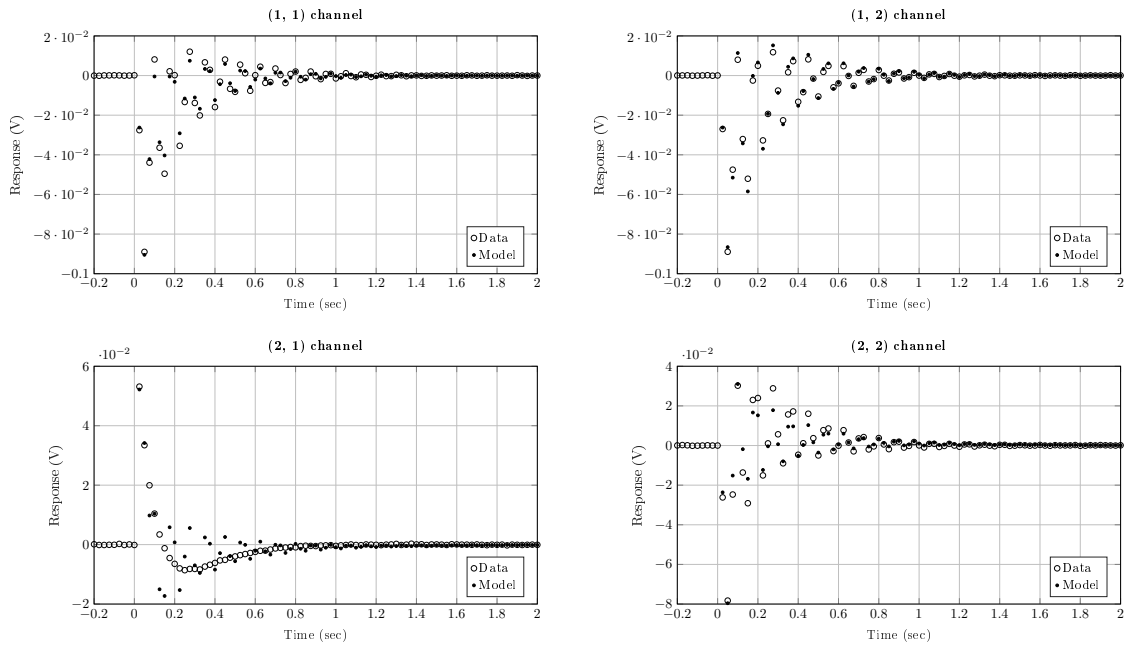 (1, 1) channel
2 · 10⁻²
0
−2 · 10⁻²
−4 · 10⁻²
−6 · 10⁻²
−8 · 10⁻²
−0.1
Response (V)
−0.2 0 0.2 0.4 0.6 0.8 1 1.2 1.4 1.6 1.8 2
Time (sec)
Data
Model
(1, 2) channel
2 · 10⁻²
0
−2 · 10⁻²
−4 · 10⁻²
−6 · 10⁻²
−8 · 10⁻²
−0.1
Response (V)
−0.2 0 0.2 0.4 0.6 0.8 1 1.2 1.4 1.6 1.8 2
Time (sec)
Data
Model
(2, 1) channel
·10⁻²
6
4
2
0
−2
Response (V)
−0.2 0 0.2 0.4 0.6 0.8 1 1.2 1.4 1.6 1.8 2
Time (sec)
Data
Model
(2, 2) channel
·10⁻²
4
2
0
−2
−4
−6
−8
Response (V)
−0.2 0 0.2 0.4 0.6 0.8 1 1.2 1.4 1.6 1.8 2
Time (sec)
Data
Model